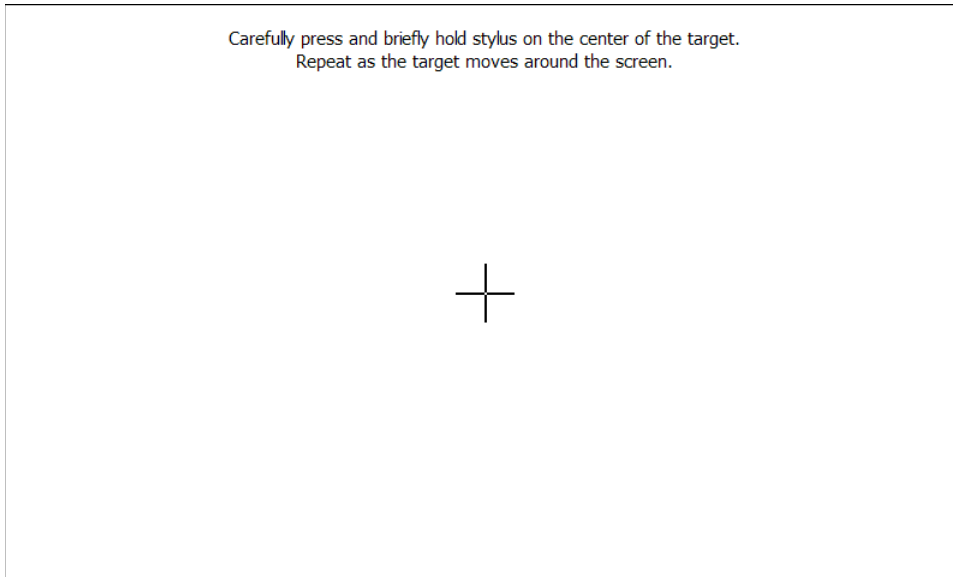 Carefully press and briefly hold stylus on the center of the target.
Repeat as the target moves around the screen.